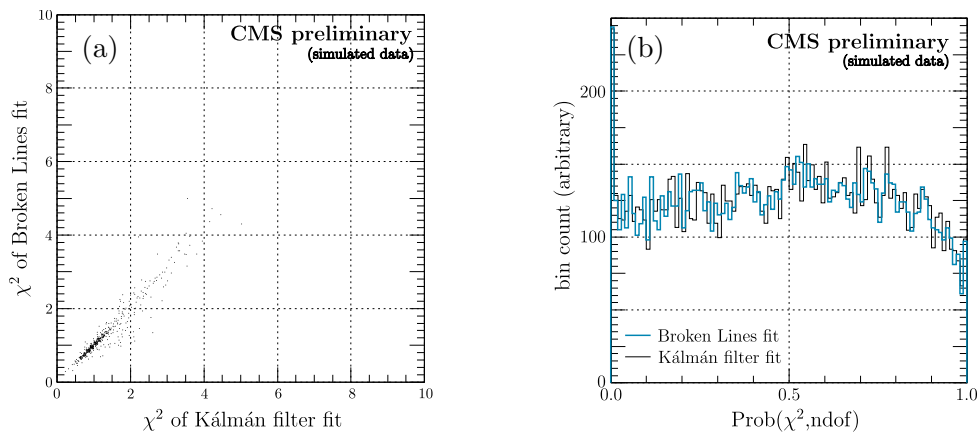 (a)
CMS preliminary
(simulated data)
10
8
6
4
2
0
χ² of Broken Lines fit
0 2 4 6 8 10
χ² of Kálmán filter fit
(b)
CMS preliminary
(simulated data)
200
100
0
bin count (arbitrary)
Broken Lines fit
Kálmán filter fit
0.0 0.5 1.0
Prob(χ²,ndof)